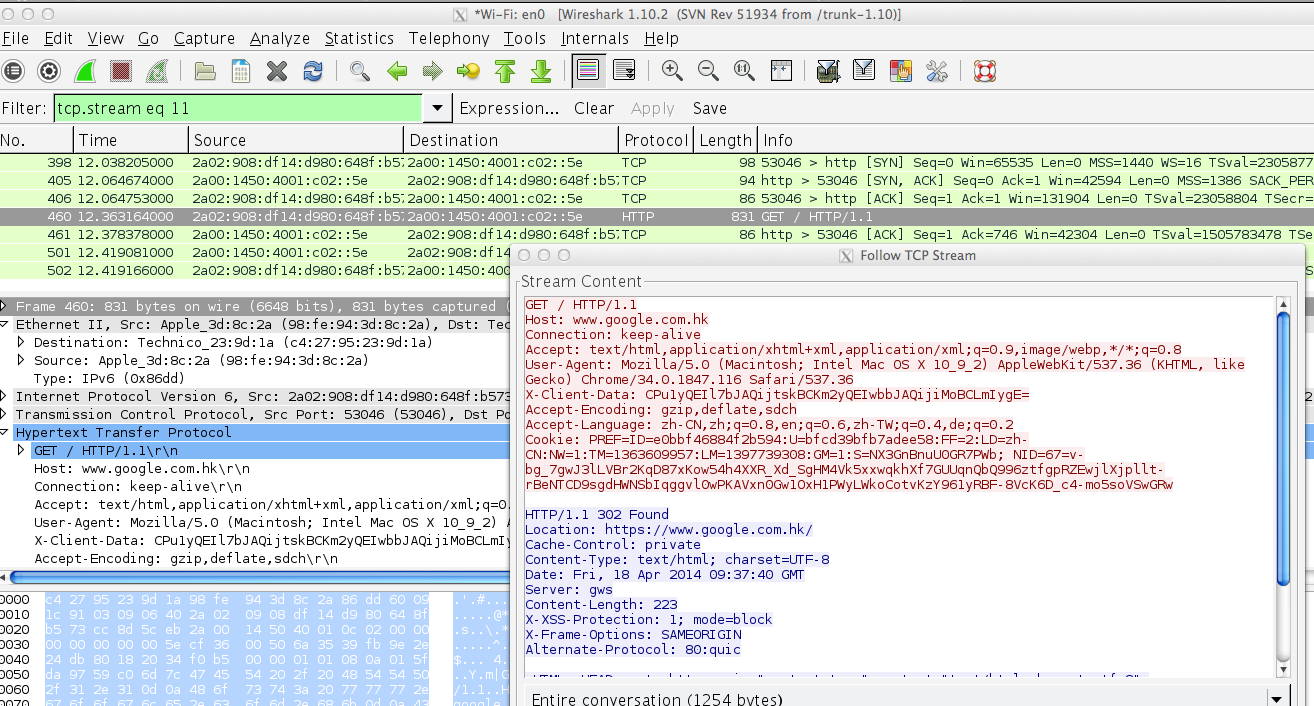 *Wi-Fi: en0 [Wireshark 1.10.2 (SVN Rev 51934 from /trunk-1.10)]
File Edit View Go Capture Analyze Statistics Telephony Tools Internals Help
Filter: tcp.stream eq 11 Expression... Clear Apply Save
No. Time Source Destination Protocol Length Info
398 12.038205000 2a02:908:df14:d980:648f:b57 2a00:1450:4001:c02::5e TCP 98 53046 > http [SYN] Seq=0 Win=65535 Len=0 MSS=1440 WS=16 TSval=2305877
405 12.064674000 2a00:1450:4001:c02::5e 2a02:908:df14:d980:648f:b57 TCP 94 http > 53046 [SYN, ACK] Seq=0 Ack=1 Win=42594 Len=0 MSS=1386 SACK_PER
406 12.064753000 2a02:908:df14:d980:648f:b57 2a00:1450:4001:c02::5e TCP 86 53046 > http [ACK] Seq=1 Ack=1 Win=131904 Len=0 TSval=23058804 TSecr=
460 12.363164000 2a02:908:df14:d980:648f:b57 2a00:1450:4001:c02::5e HTTP 831 GET / HTTP/1.1
461 12.378378000 2a00:1450:4001:c02::5e 2a02:908:df14:d980:648f:b57 TCP 86 http > 53046 [ACK] Seq=1 Ack=746 Win=42304 Len=0 TSval=1505783478 TSe
501 12.419081000 2a00:1450:4001:c02::5e 2a02:908:
502 12.419166000 2a02:908:df14:d980:648f:b57 2a00:1450:400
Frame 460: 831 bytes on wire (6648 bits), 831 bytes captured (
Ethernet II, Src: Apple_3d:8c:2a (98:fe:94:3d:8c:2a), Dst: Tec
Destination: Technico_23:9d:1a (c4:27:95:23:9d:1a)
Source: Apple_3d:8c:2a (98:fe:94:3d:8c:2a)
Type: IPv6 (0x86dd)
Internet Protocol Version 6, Src: 2a02:908:df14:d980:648f:b573
Transmission Control Protocol, Src Port: 53046 (53046), Dst Po
Hypertext Transfer Protocol
GET / HTTP/1.1\r\n
Host: www.google.com.hk\r\n
Connection: keep-alive\r\n
Accept: text/html,application/xhtml+xml,application/xml;q=0.
User-Agent: Mozilla/5.0 (Macintosh; Intel Mac OS X 10_9_2) A
X-Client-Data: CPu1yQEIl7bJAQijtskBCKm2yQEIwbbJAQijiMoBCLmIy
Accept-Encoding: gzip,deflate,sdch\r\n
0000 c4 27 95 23 9d 1a 98 fe 94 3d 8c 2a 86 dd 60 09 .'.#...
0010 1c 91 03 09 06 40 2a 02 09 08 df 14 d9 80 64 8f .....@*
0020 b5 73 cc 8d 5c eb 2a 00 14 50 40 01 0c 02 00 00 .s..\.*
0030 00 00 00 00 00 5e cf 36 00 50 6a 35 39 fb 9e 2e .....^.
0040 24 db 80 18 20 34 f0 b5 00 00 01 01 08 0a 01 5f $... 4.
0050 da 97 59 c0 6d 7c 47 45 54 20 2f 20 48 54 54 50 ..Y.m|G
0060 2f 31 2e 31 0d 0a 48 6f 73 74 3a 20 77 77 77 2e /1.1..H
0070 67 6f 6f 67 6c 65 2e 63 6f 6d 2e 68 6b 0d 0a 43 google.
Follow TCP Stream
Stream Content
GET / HTTP/1.1
Host: www.google.com.hk
Connection: keep-alive
Accept: text/html,application/xhtml+xml,application/xml;q=0.9,image/webp,*/*;q=0.8
User-Agent: Mozilla/5.0 (Macintosh; Intel Mac OS X 10_9_2) AppleWebKit/537.36 (KHTML, like
Gecko) Chrome/34.0.1847.116 Safari/537.36
X-Client-Data: CPu1yQEIl7bJAQijtskBCKm2yQEIwbbJAQijiMoBCLmIygE=
Accept-Encoding: gzip,deflate,sdch
Accept-Language: zh-CN,zh;q=0.8,en;q=0.6,zh-TW;q=0.4,de;q=0.2
Cookie: PREF=ID=e0bbf46884f2b594:U=bfcd39bfb7adee58:FF=2:LD=zh-
CN:NW=1:TM=1363609957:LM=1397739308:GM=1:S=NX3GnBnuU0GR7PWb; NID=67=v-
bg_7gwJ3lLVBr2KqD87xKow54h4XXR_Xd_SgHM4Vk5xxwqkhXf7GUUqnQbQ996ztfgpRZEwjlXjpllt-
rBeNTCD9sgdHWNSbIqggvlOwPKAVxn0Gw1OxH1PWyLWkoCotvKzY961yRBF-8VcK6D_c4-mo5soVSwGRw
HTTP/1.1 302 Found
Location: https://www.google.com.hk/
Cache-Control: private
Content-Type: text/html; charset=UTF-8
Date: Fri, 18 Apr 2014 09:37:40 GMT
Server: gws
Content-Length: 223
X-XSS-Protection: 1; mode=block
X-Frame-Options: SAMEORIGIN
Alternate-Protocol: 80:quic
Entire conversation (1254 bytes)